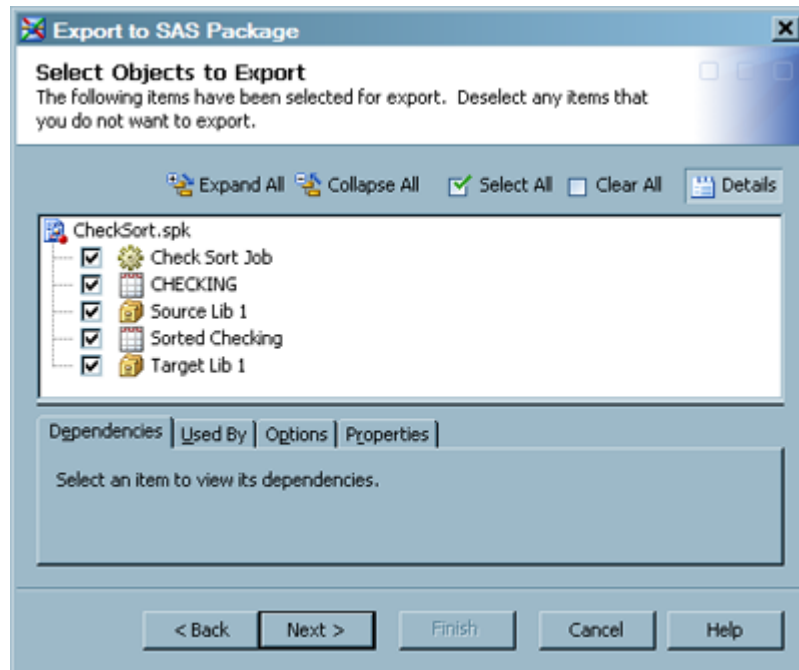 Export to SAS Package
Select Objects to Export
The following items have been selected for export. Deselect any items that
you do not want to export.
Expand All Collapse All Select All Clear All Details
CheckSort.spk
Check Sort Job
CHECKING
Source Lib 1
Sorted Checking
Target Lib 1
Dependencies Used By Options Properties
Select an item to view its dependencies.
< Back Next > Finish Cancel Help